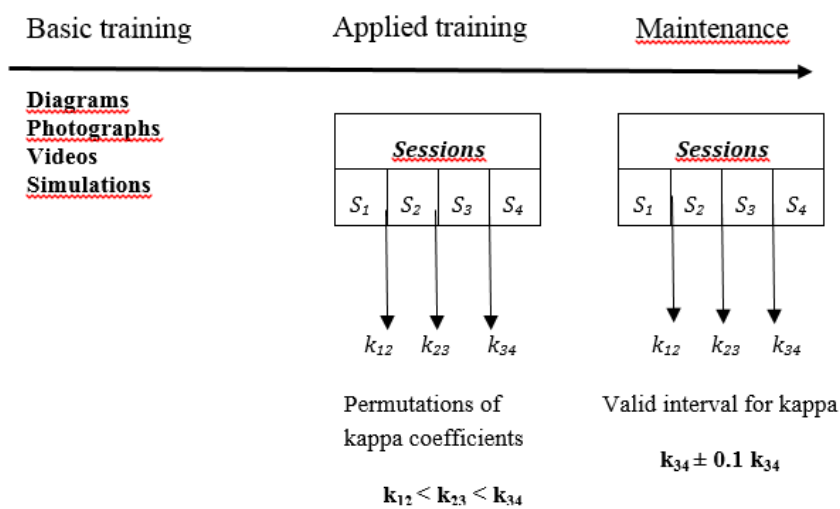 Basic training Applied training Maintenance
Diagrams
Photographs
Videos
Simulations
Sessions
S₁ S₂ S₃ S₄
k₁₂ k₂₃ k₃₄
Permutations of
kappa coefficients
k₁₂ < k₂₃ < k₃₄
Sessions
S₁ S₂ S₃ S₄
k₁₂ k₂₃ k₃₄
Valid interval for kappa
k₃₄ ± 0.1 k₃₄